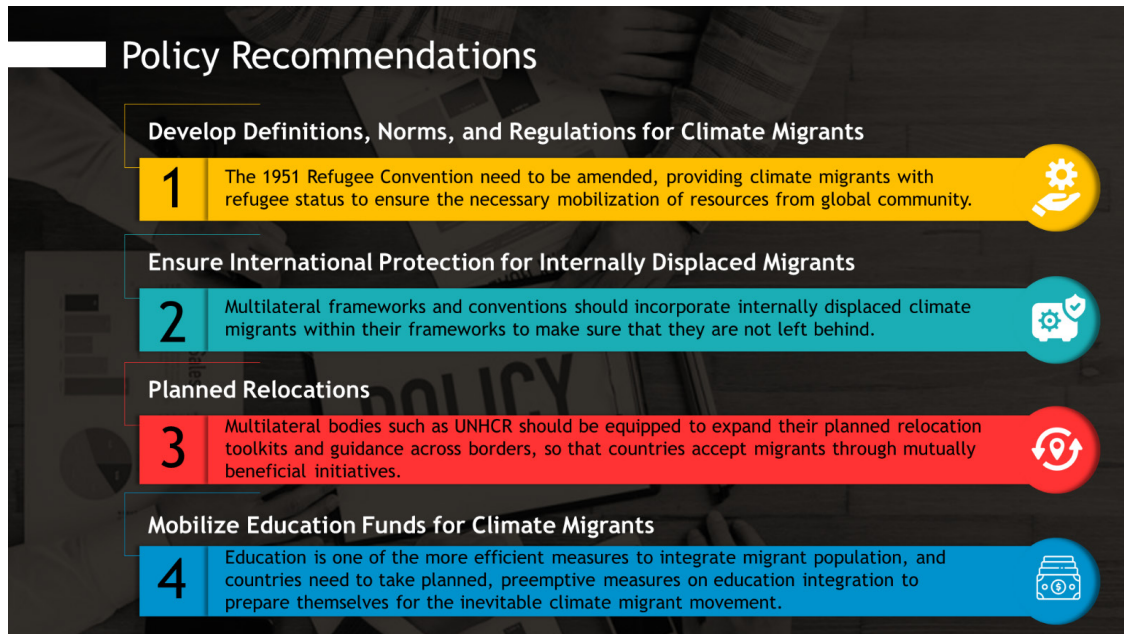 Policy Recommendations
Develop Definitions, Norms, and Regulations for Climate Migrants
1
The 1951 Refugee Convention need to be amended, providing climate migrants with
refugee status to ensure the necessary mobilization of resources from global community.
Ensure International Protection for Internally Displaced Migrants
2
Multilateral frameworks and conventions should incorporate internally displaced climate
migrants within their frameworks to make sure that they are not left behind.
Planned Relocations
POLICY
3
Multilateral bodies such as UNHCR should be equipped to expand their planned relocation
toolkits and guidance across borders, so that countries accept migrants through mutually
beneficial initiatives.
Mobilize Education Funds for Climate Migrants
4
Education is one of the more efficient measures to integrate migrant population, and
countries need to take planned, preemptive measures on education integration to
prepare themselves for the inevitable climate migrant movement.